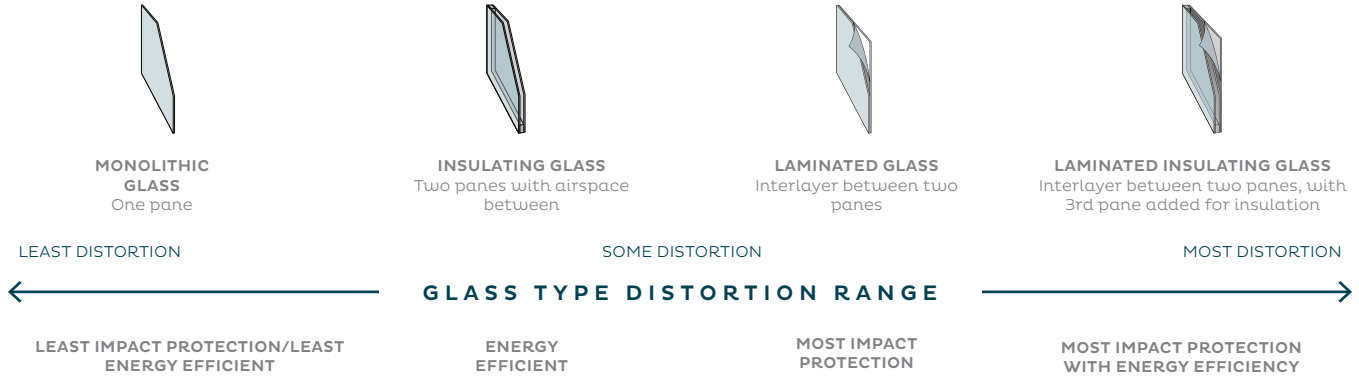 MONOLITHIC
GLASS
One pane
INSULATING GLASS
Two panes with airspace
between
LAMINATED GLASS
Interlayer between two
panes
LAMINATED INSULATING GLASS
Interlayer between two panes, with
3rd pane added for insulation
LEAST DISTORTION
SOME DISTORTION
MOST DISTORTION
GLASS TYPE DISTORTION RANGE
LEAST IMPACT PROTECTION/LEAST
ENERGY EFFICIENT
ENERGY
EFFICIENT
MOST IMPACT
PROTECTION
MOST IMPACT PROTECTION
WITH ENERGY EFFICIENCY